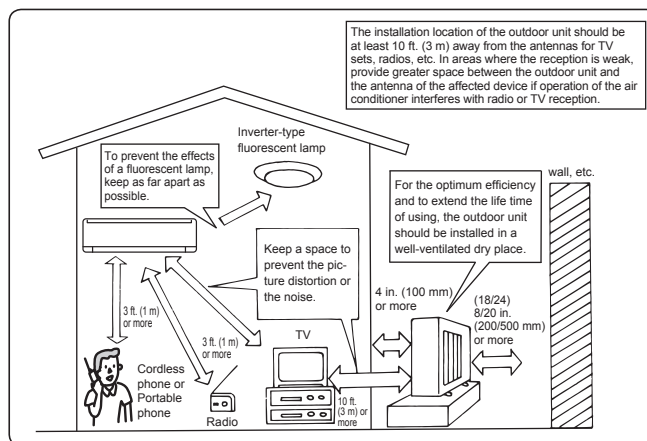 The installation location of the outdoor unit should be
at least 10 ft. (3 m) away from the antennas for TV
sets, radios, etc. In areas where the reception is weak,
provide greater space between the outdoor unit and
the antenna of the affected device if operation of the air
conditioner interferes with radio or TV reception.
Inverter-type
fluorescent lamp
To prevent the effects
of a fluorescent lamp,
keep as far apart as
possible.
wall, etc.
For the optimum efficiency
and to extend the life time
of using, the outdoor unit
should be installed in a
well-ventilated dry place.
Keep a space to
prevent the pic-
ture distortion or
the noise.
4 in. (100 mm)
or more
(18/24)
8/20 in.
(200/500 mm)
or more
3 ft. (1 m)
or more
3 ft. (1 m)
or more
TV
Cordless
phone or
Portable
phone
Radio
10 ft.
(3 m) or
more